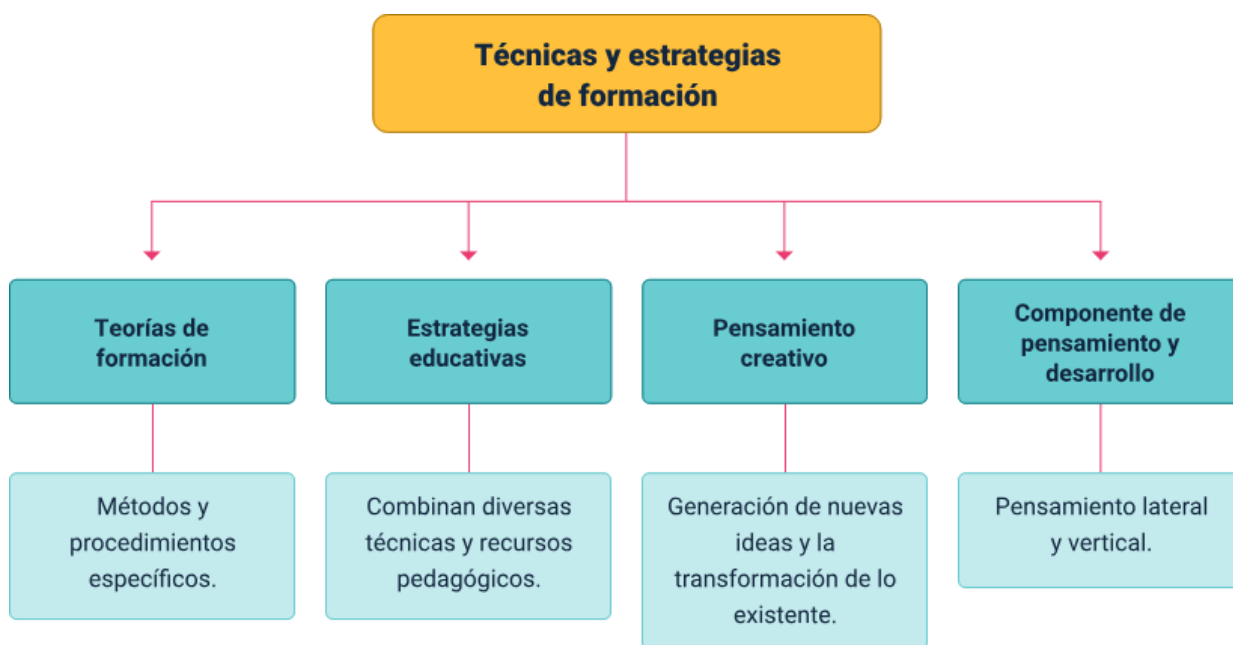 Técnicas y estrategias
de formación
Teorías de
formación
Estrategias
educativas
Pensamiento
creativo
Componente de
pensamiento y
desarrollo
Métodos y
procedimientos
específicos.
Combinan diversas
técnicas y recursos
pedagógicos.
Generación de nuevas
ideas y la
transformación de lo
existente.
Pensamiento lateral
y vertical.